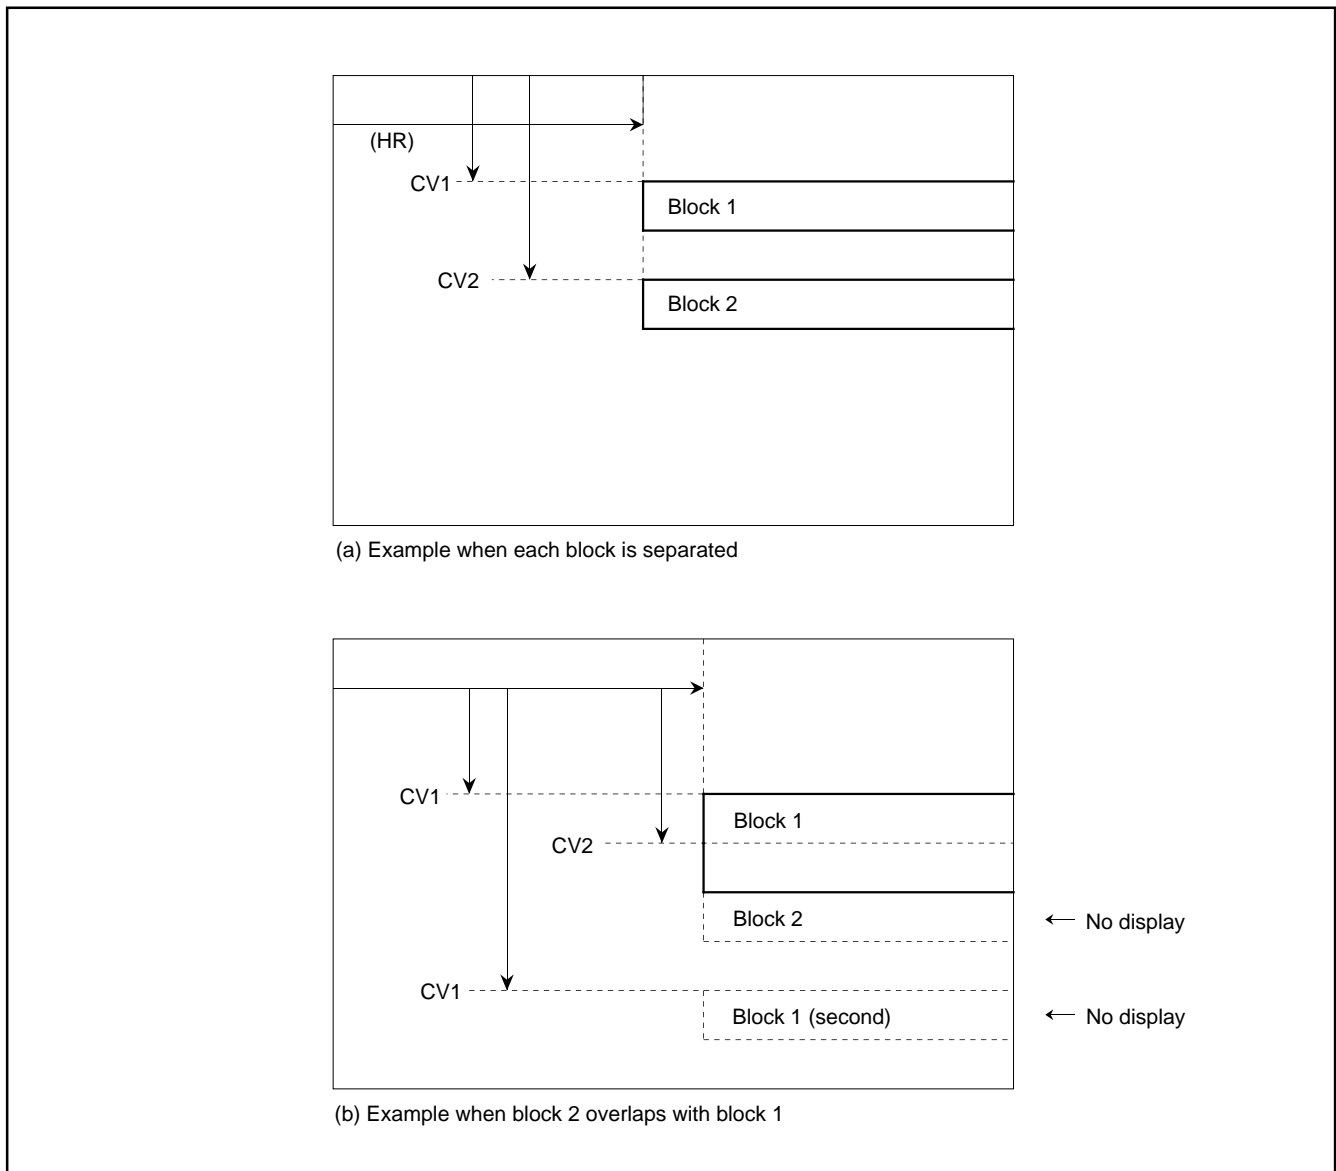 (HR)
CV1
Block 1
CV2
Block 2
(a) Example when each block is separated
CV1
Block 1
CV2
Block 2
No display
CV1
Block 1 (second)
No display
(b) Example when block 2 overlaps with block 1